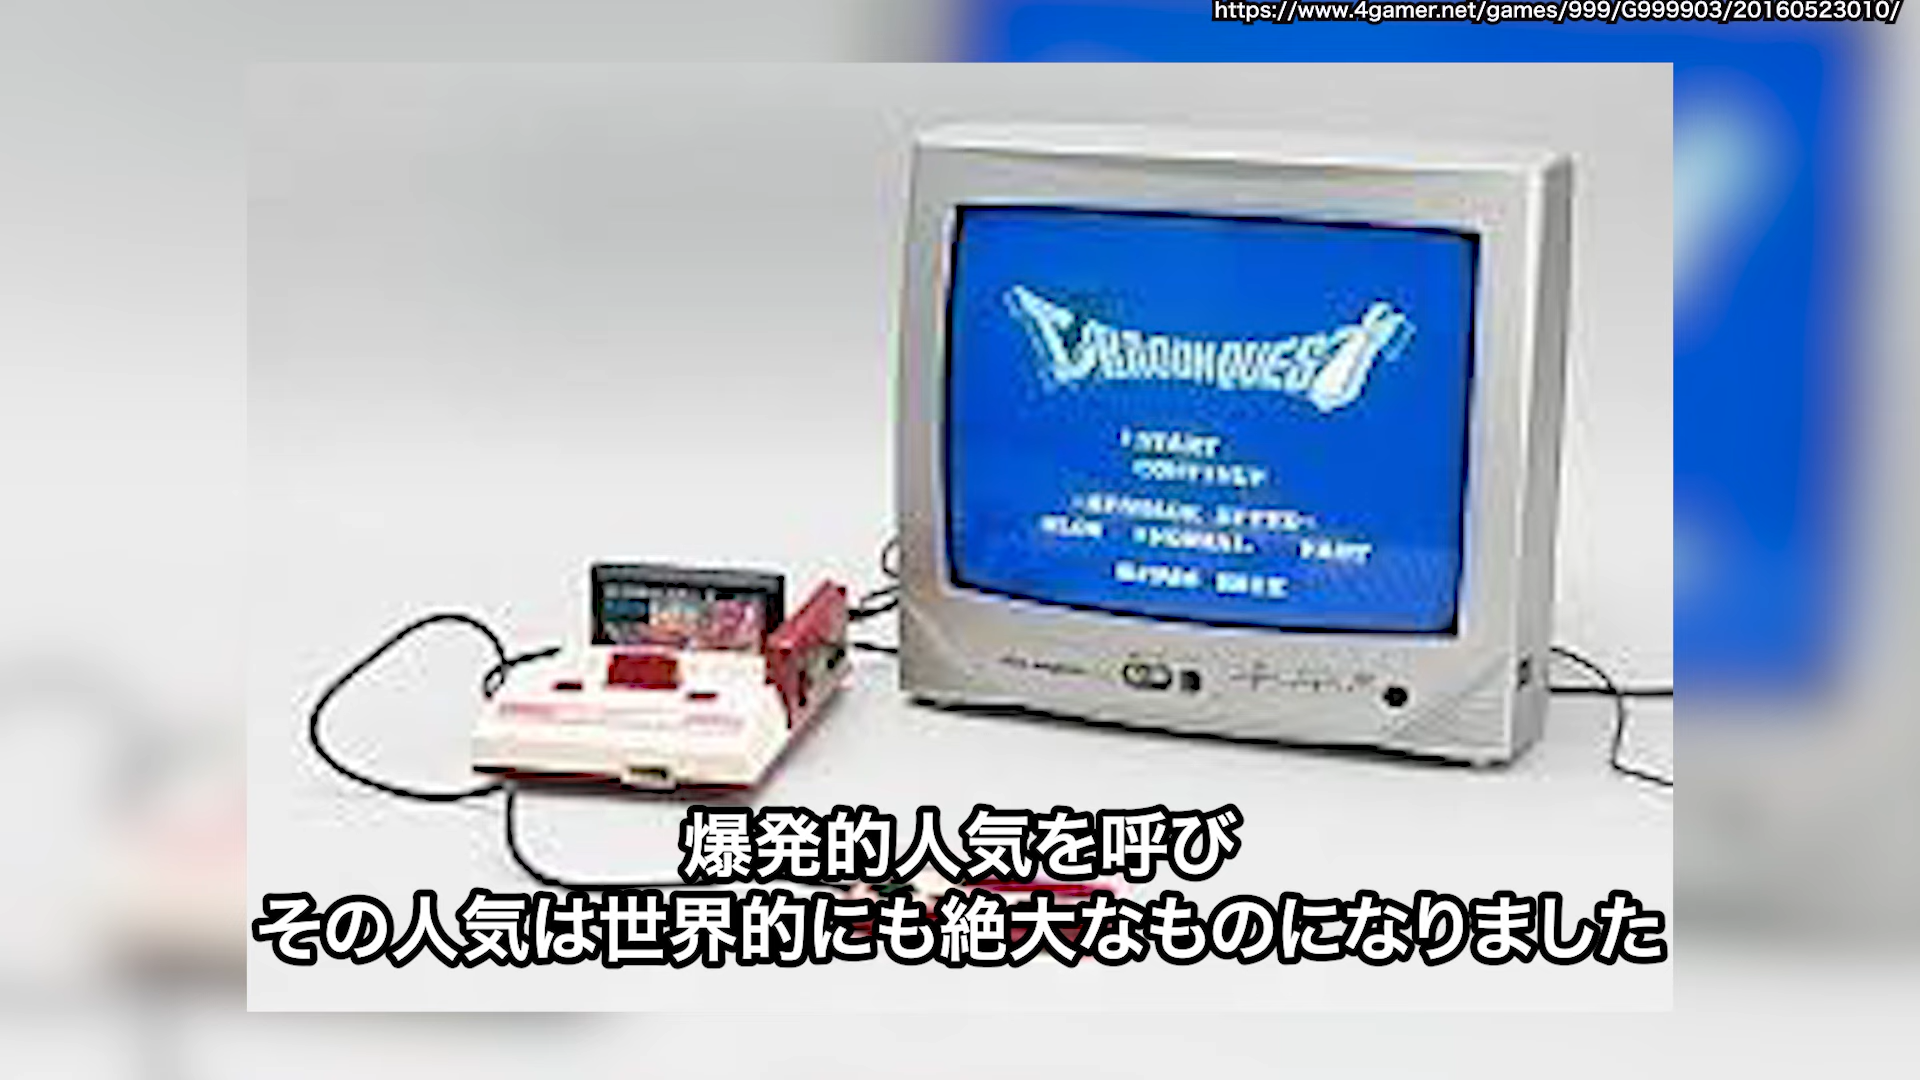 https://www.4gamer.net/games/999/G999903/20160523010/
DRAGON QUEST
START
爆発的人気を呼び
その人気は世界的にも絶大なものになりました